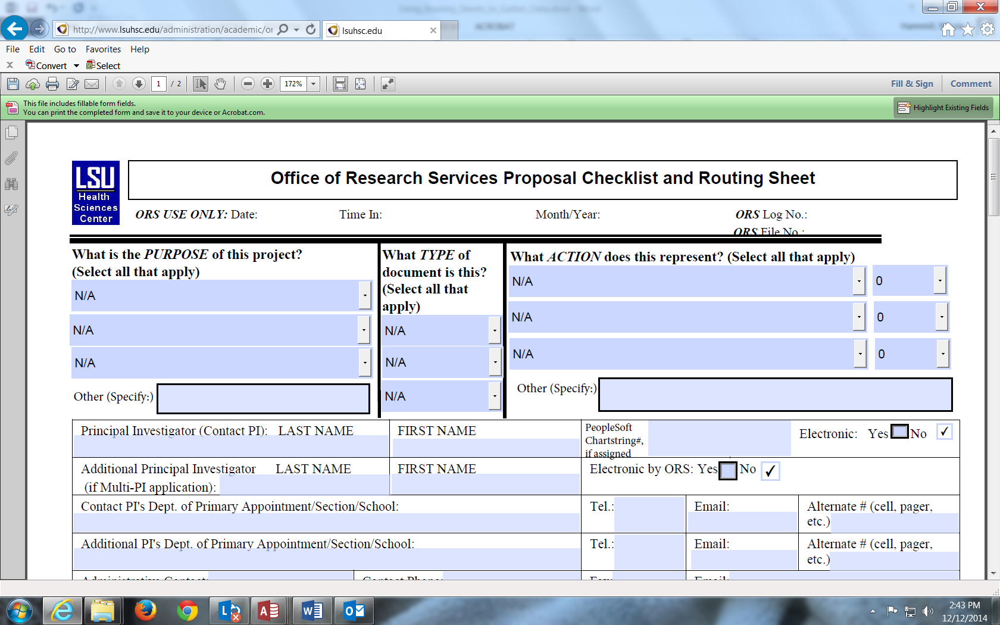 http://www.lsuhsc.edu/administration/academic/or
lsuhsc.edu
File Edit Go to Favorites Help
x Convert Select
1 / 2 172% Fill & Sign Comment
This file includes fillable form fields.
You can print the completed form and save it to your device or Acrobat.com.
Highlight Existing Fields
LSU
Health
Sciences
Center
Office of Research Services Proposal Checklist and Routing Sheet
ORS USE ONLY: Date: Time In: Month/Year: ORS Log No.:
ORS File No.:
What is the PURPOSE of this project?
(Select all that apply)
N/A
N/A
N/A
Other (Specify:)
What TYPE of
document is this?
(Select all that
apply)
N/A
N/A
N/A
What ACTION does this represent? (Select all that apply)
N/A 0
N/A 0
N/A 0
Other (Specify:)
Principal Investigator (Contact PI): LAST NAME FIRST NAME
PeopleSoft
Chartstring#,
if assigned
Electronic: Yes No ✓
Additional Principal Investigator LAST NAME FIRST NAME
(if Multi-PI application):
Electronic by ORS: Yes No ✓
Contact PI's Dept. of Primary Appointment/Section/School:
Tel.: Email: Alternate # (cell, pager,
etc.)
Additional PI's Dept. of Primary Appointment/Section/School:
Tel.: Email: Alternate # (cell, pager,
etc.)
Administrative Contact: Contact Phone: Fax: Email:
2:43 PM
12/12/2014